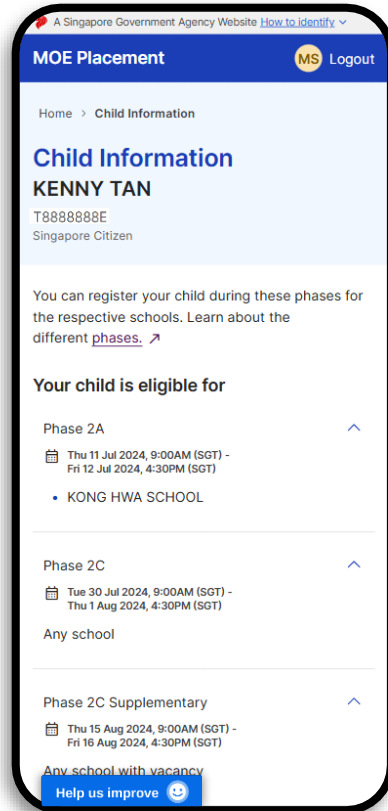 A Singapore Government Agency Website How to identify
MOE Placement
MS Logout
Home > Child Information
Child Information
KENNY TAN
T8888888E
Singapore Citizen
You can register your child during these phases for
the respective schools. Learn about the
different phases.
Your child is eligible for
Phase 2A
Thu 11 Jul 2024, 9:00AM (SGT) -
Fri 12 Jul 2024, 4:30PM (SGT)
• KONG HWA SCHOOL
Phase 2C
Tue 30 Jul 2024, 9:00AM (SGT) -
Thu 1 Aug 2024, 4:30PM (SGT)
Any school
Phase 2C Supplementary
Thu 15 Aug 2024, 9:00AM (SGT) -
Fri 16 Aug 2024, 4:30PM (SGT)
Any school with vacancy
Help us improve